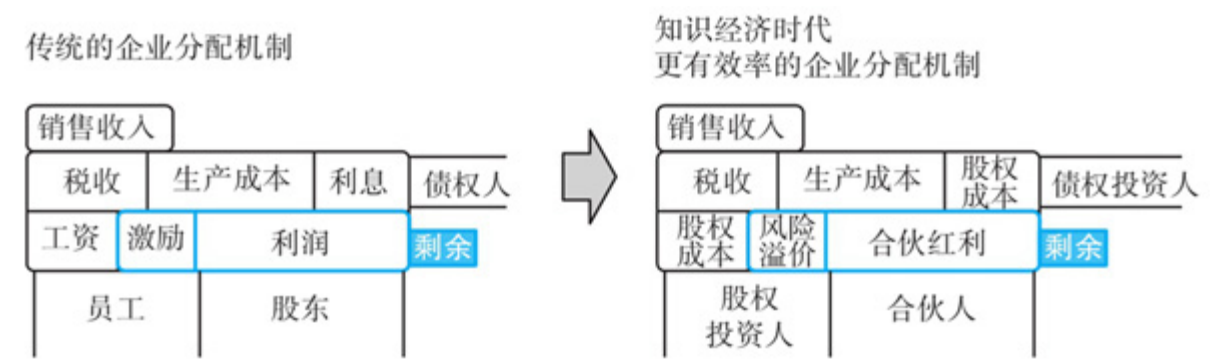 传统的企业分配机制
销售收入
税收 生产成本 利息 债权人
工资 激励 利润 剩余
员工 股东
知识经济时代
更有效率的企业分配机制
销售收入
税收 生产成本 股权成本 债权投资人
股权成本 风险溢价 合伙红利 剩余
股权投资人 合伙人